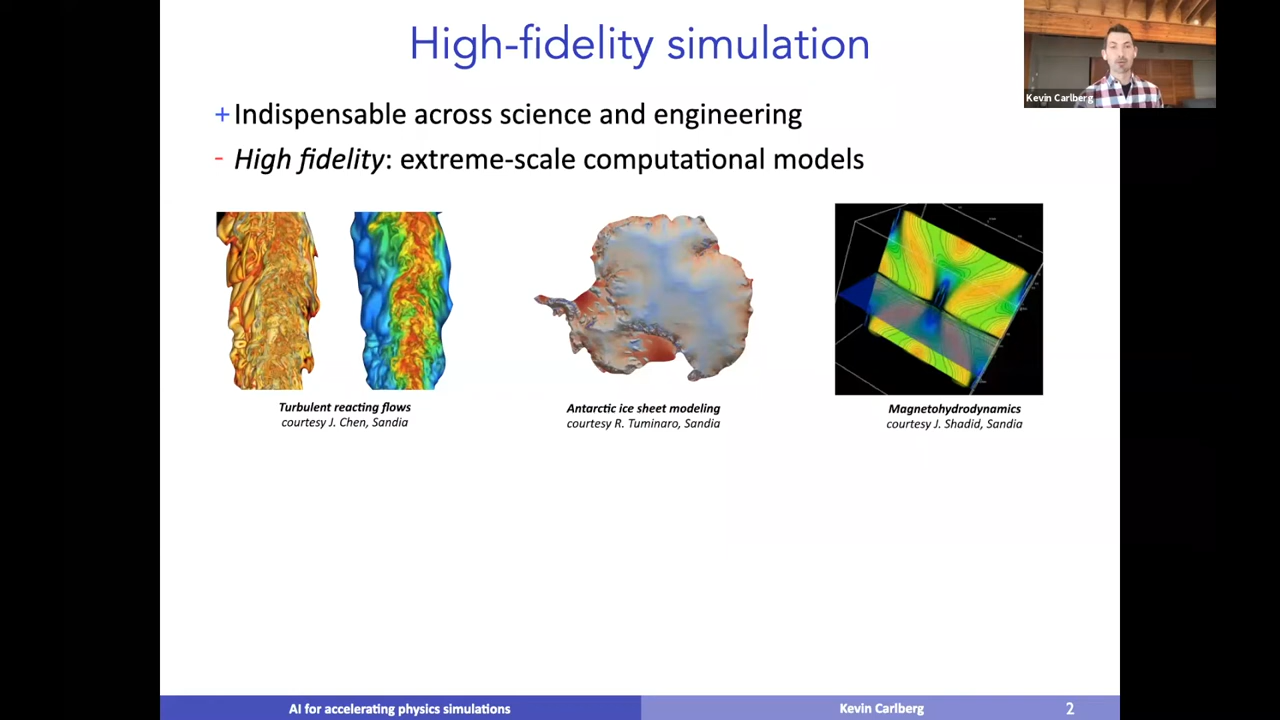 High-fidelity simulation
Kevin Carlberg
+ Indispensable across science and engineering
- High fidelity: extreme-scale computational models
Turbulent reacting flows
courtesy J. Chen, Sandia
Antarctic ice sheet modeling
courtesy R. Tuminaro, Sandia
Magnetohydrodynamics
courtesy J. Shadid, Sandia
AI for accelerating physics simulations
Kevin Carlberg
2